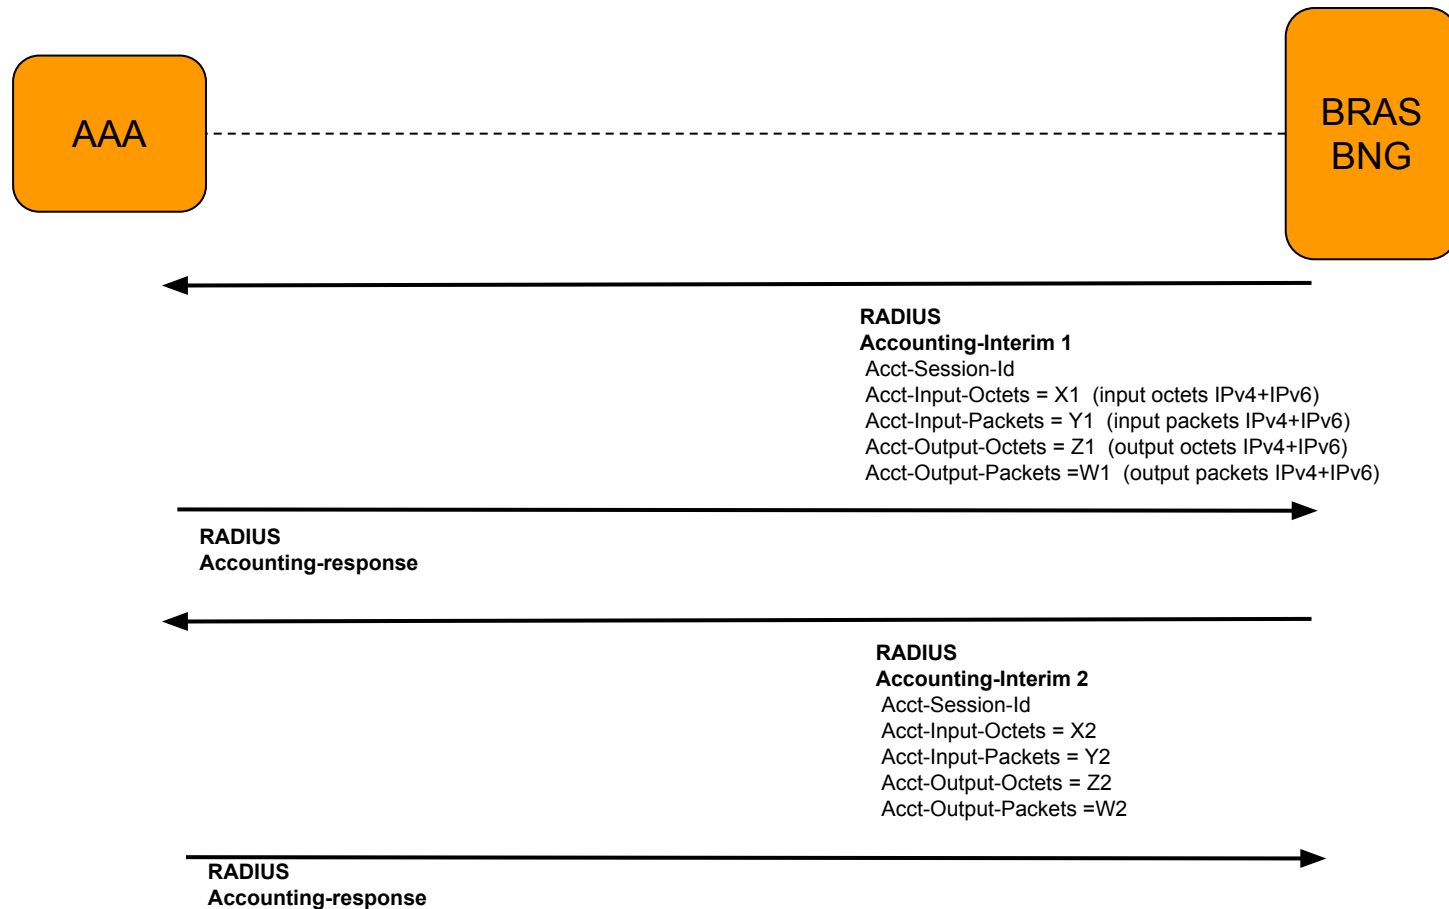 AAA
BRAS
BNG
RADIUS
Accounting-Interim 1
Acct-Session-Id
Acct-Input-Octets = X1  (input octets IPv4+IPv6)
Acct-Input-Packets = Y1  (input packets IPv4+IPv6)
Acct-Output-Octets = Z1  (output octets IPv4+IPv6)
Acct-Output-Packets =W1  (output packets IPv4+IPv6)
RADIUS
Accounting-response
RADIUS
Accounting-Interim 2
Acct-Session-Id
Acct-Input-Octets = X2
Acct-Input-Packets = Y2
Acct-Output-Octets = Z2
Acct-Output-Packets =W2
RADIUS
Accounting-response